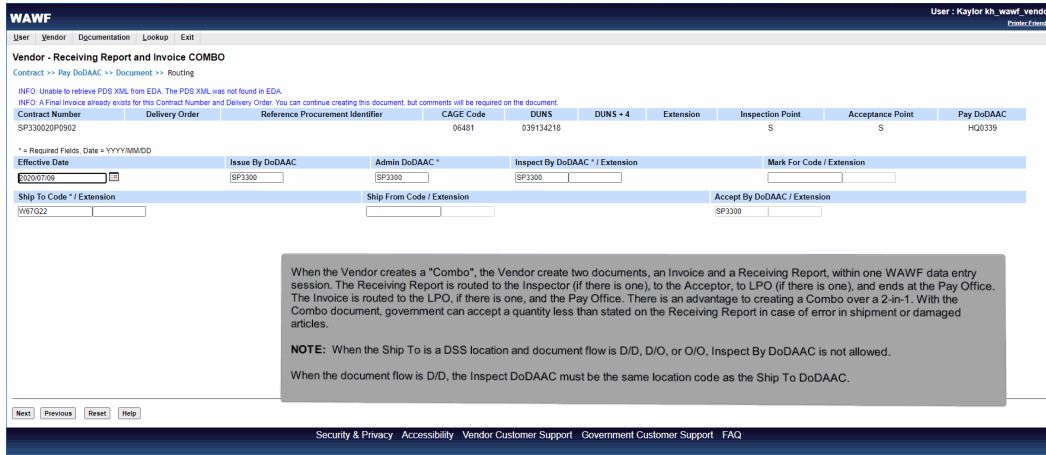 User : Kaylor kh_wawf_vendo
WAWF
Printer Friend
User Vendor Documentation Lookup Exit
Vendor - Receiving Report and Invoice COMBO
Contract >> Pay DoDAAC >> Document >> Routing
INFO: Unable to retrieve PDS XML from EDA. The PDS XML was not found in EDA.
INFO: A Final Invoice already exists for this Contract Number and Delivery Order. You can continue creating this document, but comments will be required on the document.
Contract Number Delivery Order Reference Procurement Identifier CAGE Code DUNS DUNS + 4 Extension Inspection Point Acceptance Point Pay DoDAAC
SP330020P0902 06481 039134218 S S HQ0339
* = Required Fields, Date = YYYY/MM/DD
Effective Date Issue By DoDAAC Admin DoDAAC * Inspect By DoDAAC * / Extension Mark For Code / Extension
2020/07/09 SP3300 SP3300 SP3300
Ship To Code * / Extension Ship From Code / Extension Accept By DoDAAC / Extension
W67G22 SP3300
When the Vendor creates a "Combo", the Vendor create two documents, an Invoice and a Receiving Report, within one WAWF data entry
session. The Receiving Report is routed to the Inspector (if there is one), to the Acceptor, to LPO (if there is one), and ends at the Pay Office.
The Invoice is routed to the LPO, if there is one, and the Pay Office. There is an advantage to creating a Combo over a 2-in-1. With the
Combo document, government can accept a quantity less than stated on the Receiving Report in case of error in shipment or damaged
articles.
NOTE: When the Ship To is a DSS location and document flow is D/D, D/O, or O/O, Inspect By DoDAAC is not allowed.
When the document flow is D/D, the Inspect DoDAAC must be the same location code as the Ship To DoDAAC.
Next Previous Reset Help
Security & Privacy Accessibility Vendor Customer Support Government Customer Support FAQ